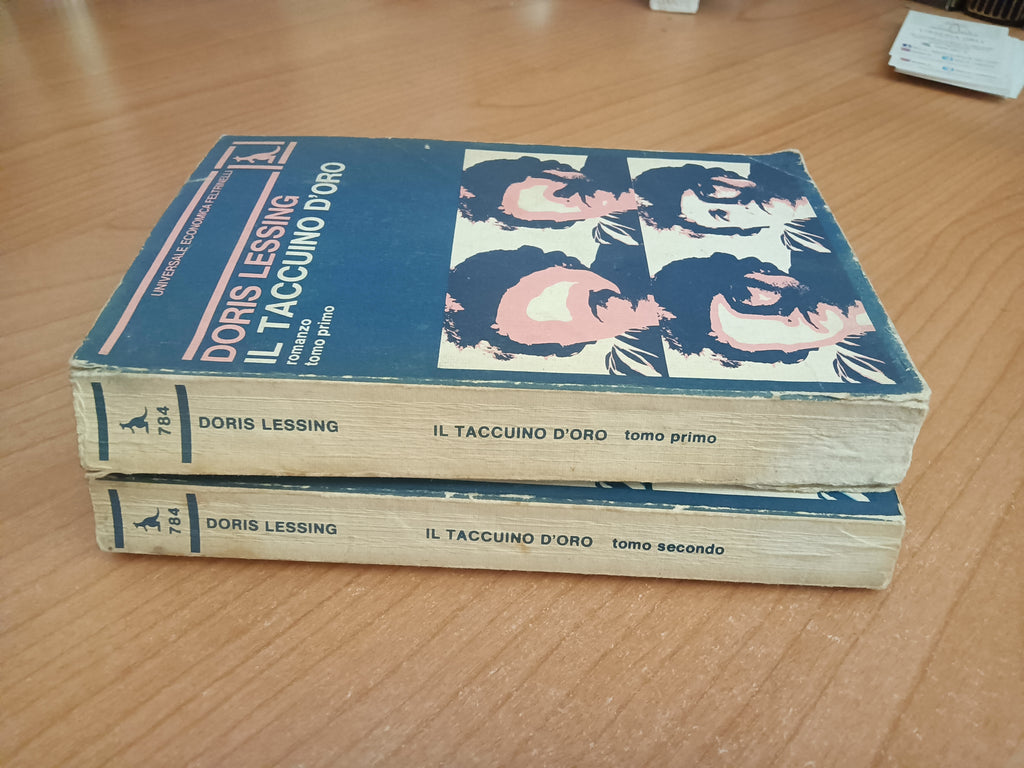 UNIVERSALE ECONOMICA FELTRINELLI
DORIS LESSING
IL TACCUINO D'ORO
romanzo
tomo primo
784
DORIS LESSING
IL TACCUINO D'ORO tomo primo
784
DORIS LESSING
IL TACCUINO D'ORO tomo secondo